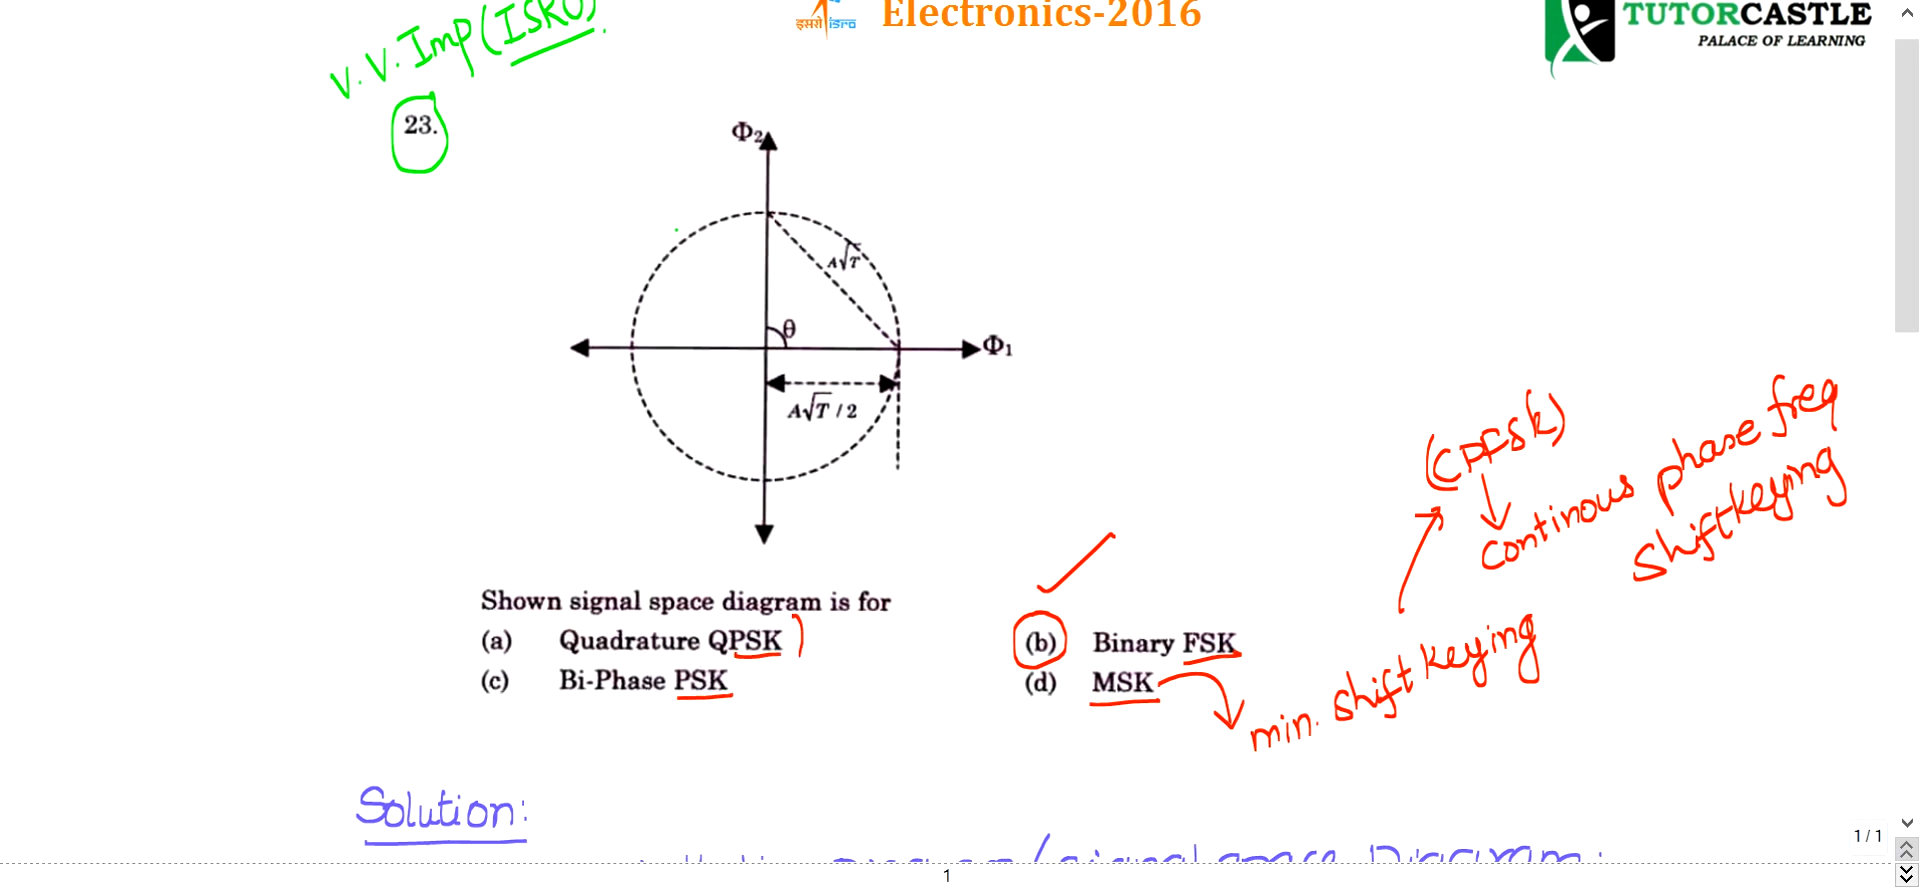 V.V.Imp(ISRO).
इसरो isro
Electronics-2016
TUTORCASTLE
PALACE OF LEARNING
23.
Φ2
A√T
θ
Φ1
A√T / 2
(CPFSK)
continous phase freq
shiftkeying
Shown signal space diagram is for
(a) Quadrature QPSK
(b) Binary FSK
(c) Bi-Phase PSK
(d) MSK
min. shift keying
Solution:
1 / 1
1